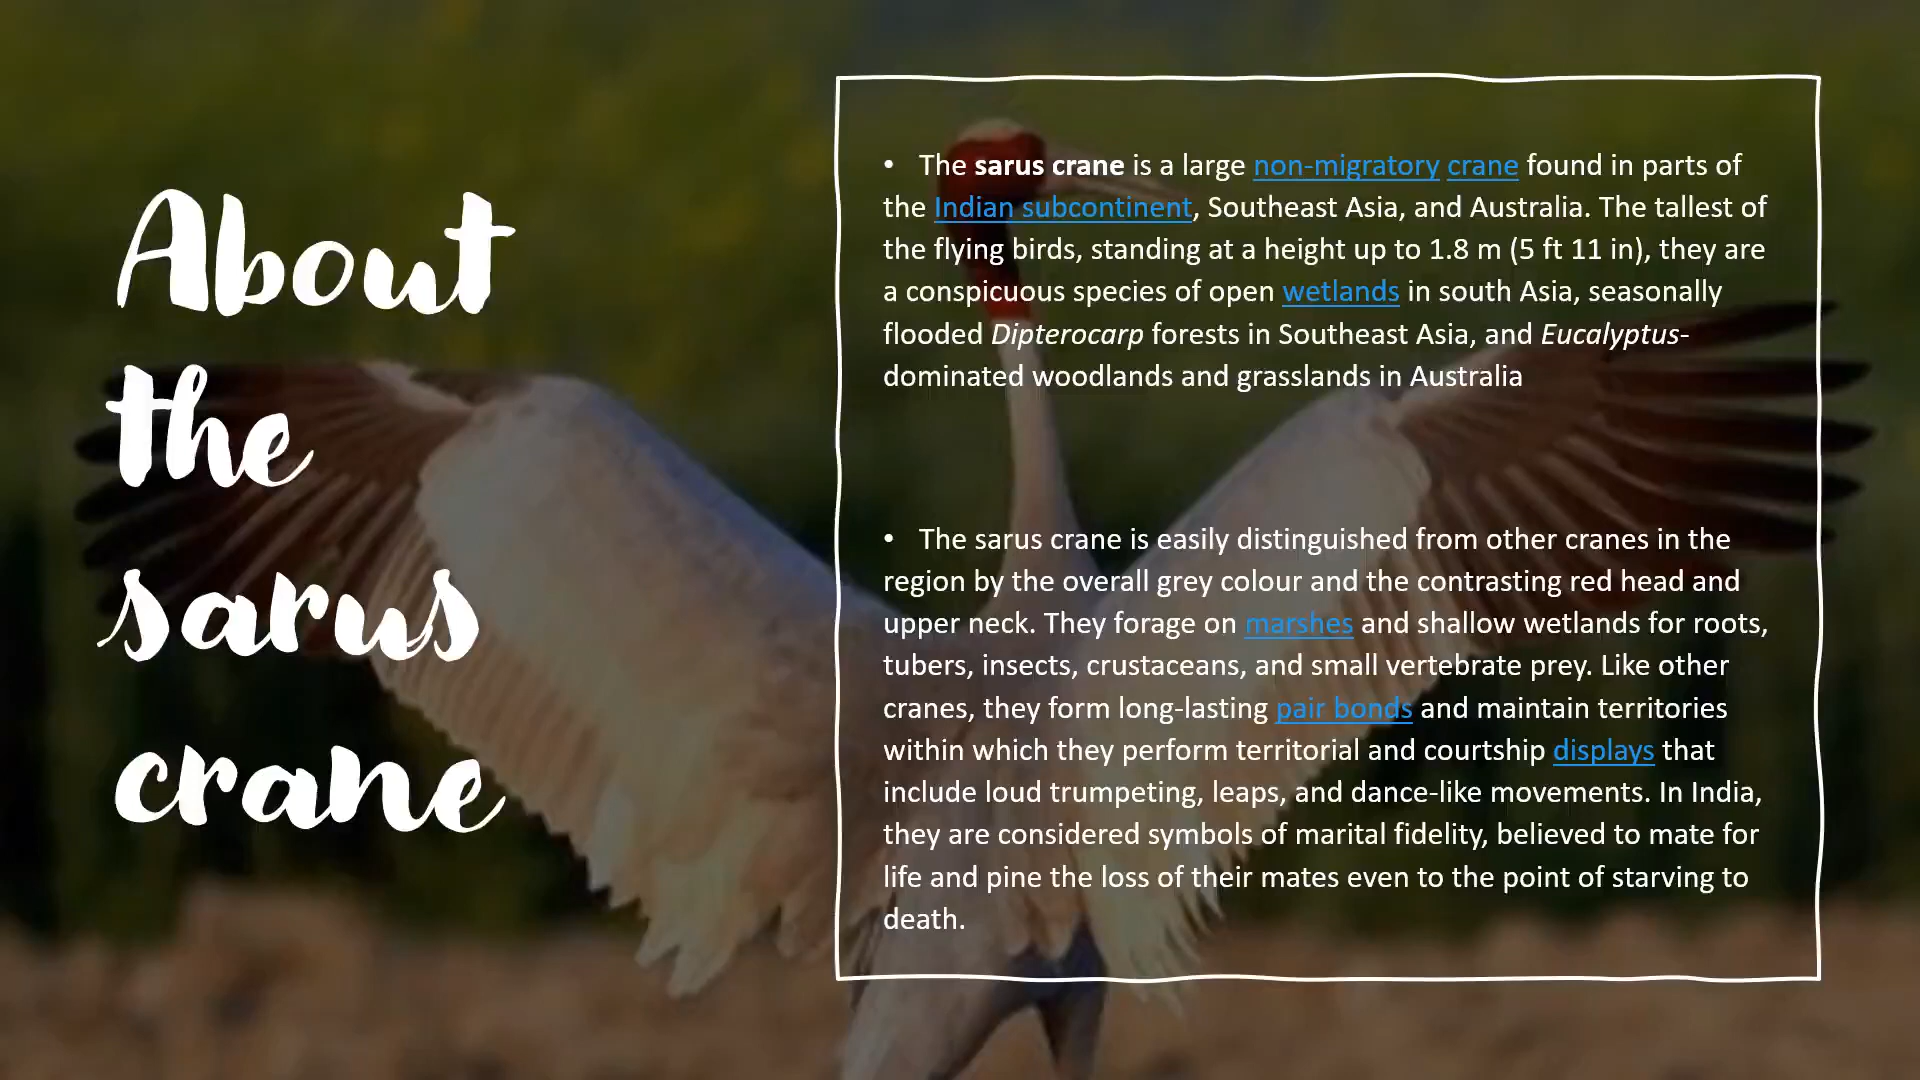 About
the
sarus
crane
• The sarus crane is a large non-migratory crane found in parts of
the Indian subcontinent, Southeast Asia, and Australia. The tallest of
the flying birds, standing at a height up to 1.8 m (5 ft 11 in), they are
a conspicuous species of open wetlands in south Asia, seasonally
flooded Dipterocarp forests in Southeast Asia, and Eucalyptus-
dominated woodlands and grasslands in Australia
• The sarus crane is easily distinguished from other cranes in the
region by the overall grey colour and the contrasting red head and
upper neck. They forage on marshes and shallow wetlands for roots,
tubers, insects, crustaceans, and small vertebrate prey. Like other
cranes, they form long-lasting pair bonds and maintain territories
within which they perform territorial and courtship displays that
include loud trumpeting, leaps, and dance-like movements. In India,
they are considered symbols of marital fidelity, believed to mate for
life and pine the loss of their mates even to the point of starving to
death.